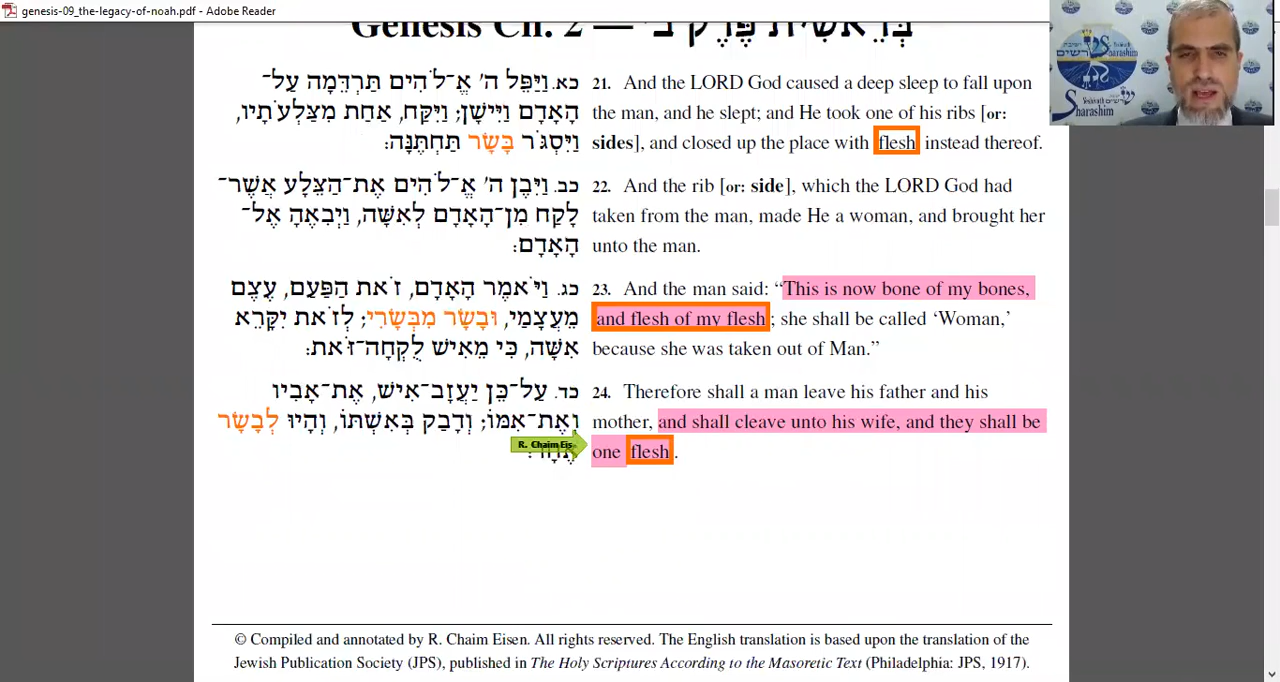 genesis-09_the-legacy-of-noah.pdf - Adobe Reader
Genesis Ch. 2 — בְּרֵאשִׁית פֶּרֶק ב׳
כא. וַיַּפֵּל ה׳ אֱ־לֹהִים תַּרְדֵּמָה עַל־
הָאָדָם וַיִּישָׁן; וַיִּקַּח, אַחַת מִצַּלְעֹתָיו,
וַיִּסְגֹּר בָּשָׂר תַּחְתֶּנָּה:
21. And the LORD God caused a deep sleep to fall upon
the man, and he slept; and He took one of his ribs [or:
sides], and closed up the place with flesh instead thereof.
כב. וַיִּבֶן ה׳ אֱ־לֹהִים אֶת־הַצֵּלָע אֲשֶׁר־
לָקַח מִן־הָאָדָם לְאִשָּׁה, וַיְבִאֶהָ אֶל־
הָאָדָם:
22. And the rib [or: side], which the LORD God had
taken from the man, made He a woman, and brought her
unto the man.
כג. וַיֹּאמֶר הָאָדָם, זֹאת הַפַּעַם, עֶצֶם
מֵעֲצָמַי, וּבָשָׂר מִבְּשָׂרִי; לְזֹאת יִקָּרֵא
אִשָּׁה, כִּי מֵאִישׁ לֻקְחָה־זֹּאת:
23. And the man said: “This is now bone of my bones,
and flesh of my flesh; she shall be called ‘Woman,’
because she was taken out of Man.”
כד. עַל־כֵּן יַעֲזָב־אִישׁ, אֶת־אָבִיו
וְאֶת־אִמּוֹ; וְדָבַק בְּאִשְׁתּוֹ, וְהָיוּ לְבָשָׂר
אֶחָד:
R. Chaim Eis
24. Therefore shall a man leave his father and his
mother, and shall cleave unto his wife, and they shall be
one flesh.
© Compiled and annotated by R. Chaim Eisen. All rights reserved. The English translation is based upon the translation of the
Jewish Publication Society (JPS), published in The Holy Scriptures According to the Masoretic Text (Philadelphia: JPS, 1917).
Sharashim
Yeshivath